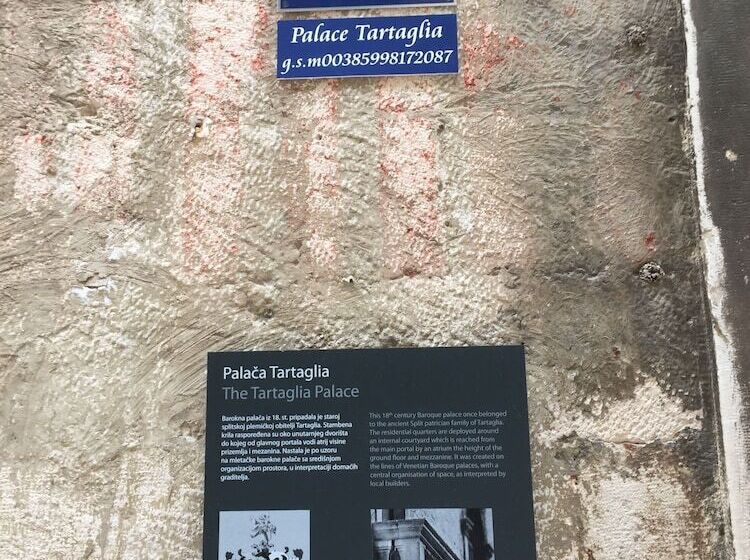 Palace Tartaglia
g.s.m00385998172087
Palača Tartaglia
The Tartaglia Palace
Barokna palača iz 18. st. pripadala je staroj
splitskoj plemićkoj obitelji Tartaglia. Stambena
krila raspoređena su oko unutarnjeg dvorišta
do kojeg od glavnog portala vodi atrij visine
prizemlja i mezanina. Nastala je po uzoru
na mletačke barokne palače sa središnjom
organizacijom prostora, u interpretaciji domaćih
graditelja.
This 18th century Baroque palace once belonged
to the ancient Split patrician family of Tartaglia.
The residential quarters are deployed around
an internal courtyard which is reached from
the main portal by an atrium the height of the
ground floor and mezzanine. It was created on
the lines of Venetian Baroque palaces, with a
central organisation of space, as interpreted by
local builders.